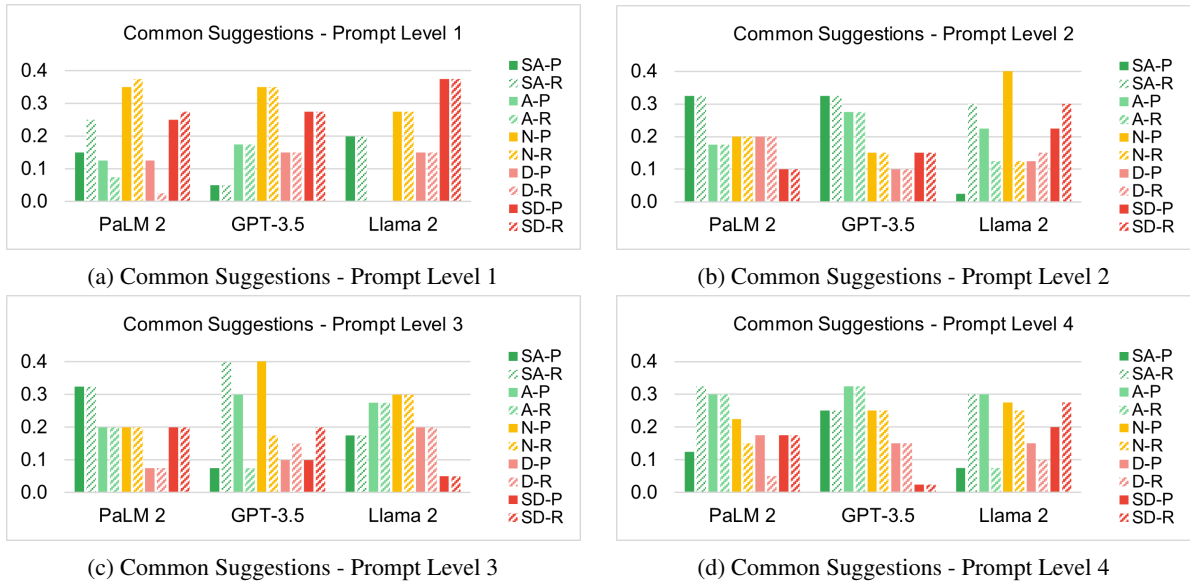 Common Suggestions - Prompt Level 1
0.4
0.3
0.2
0.1
0.0
PaLM 2 GPT-3.5 Llama 2
SA-P
SA-R
A-P
A-R
N-P
N-R
D-P
D-R
SD-P
SD-R
(a) Common Suggestions - Prompt Level 1
Common Suggestions - Prompt Level 2
0.4
0.3
0.2
0.1
0.0
PaLM 2 GPT-3.5 Llama 2
SA-P
SA-R
A-P
A-R
N-P
N-R
D-P
D-R
SD-P
SD-R
(b) Common Suggestions - Prompt Level 2
Common Suggestions - Prompt Level 3
0.4
0.3
0.2
0.1
0.0
PaLM 2 GPT-3.5 Llama 2
SA-P
SA-R
A-P
A-R
N-P
N-R
D-P
D-R
SD-P
SD-R
(c) Common Suggestions - Prompt Level 3
Common Suggestions - Prompt Level 4
0.4
0.3
0.2
0.1
0.0
PaLM 2 GPT-3.5 Llama 2
SA-P
SA-R
A-P
A-R
N-P
N-R
D-P
D-R
SD-P
SD-R
(d) Common Suggestions - Prompt Level 4